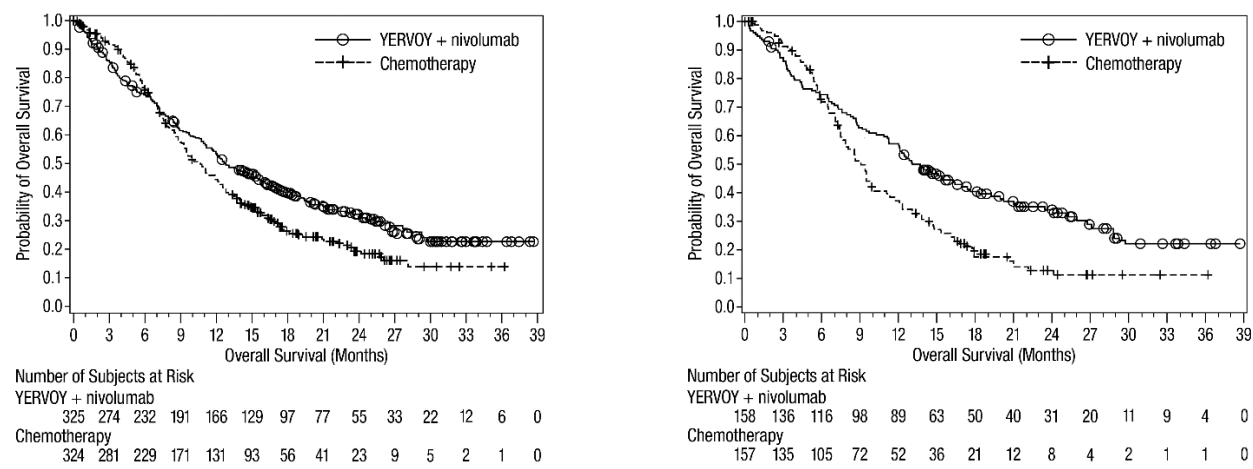 Probability of Overall Survival
1.0
0.9
0.8
0.7
0.6
0.5
0.4
0.3
0.2
0.1
0.0
YERVOY + nivolumab
Chemotherapy
0 3 6 9 12 15 18 21 24 27 30 33 36 39
Overall Survival (Months)
Number of Subjects at Risk
YERVOY + nivolumab
325 274 232 191 166 129 97 77 55 33 22 12 6 0
Chemotherapy
324 281 229 171 131 93 56 41 23 9 5 2 1 0
Probability of Overall Survival
1.0
0.9
0.8
0.7
0.6
0.5
0.4
0.3
0.2
0.1
0.0
YERVOY + nivolumab
Chemotherapy
0 3 6 9 12 15 18 21 24 27 30 33 36 39
Overall Survival (Months)
Number of Subjects at Risk
YERVOY + nivolumab
158 136 116 98 89 63 50 40 31 20 11 9 4 0
Chemotherapy
157 135 105 72 52 36 21 12 8 4 2 1 1 0